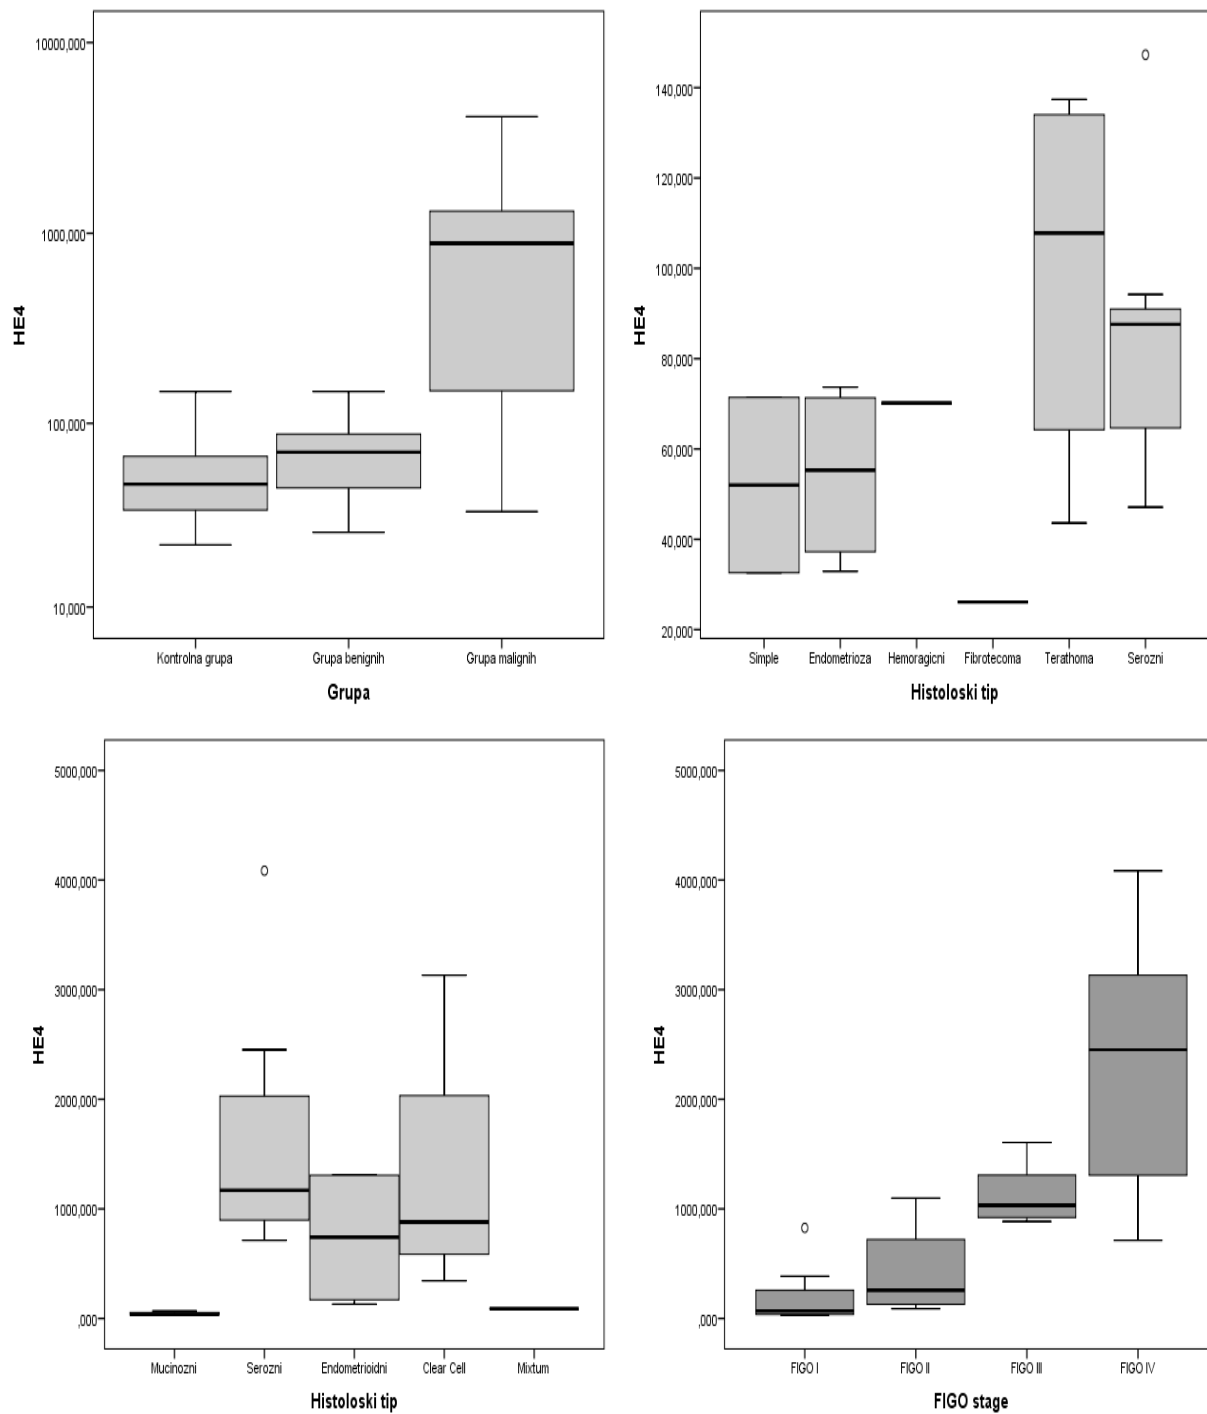 10000,000
1000,000
100,000
10,000
HE4
Kontrolna grupa
Grupa benignih
Grupa malignih
Grupa
140,000
120,000
100,000
80,000
60,000
40,000
20,000
HE4
Simple
Endometrioza
Hemoragicni
Fibrotecoma
Terathoma
Serozni
Histoloski tip
5000,000
4000,000
3000,000
2000,000
1000,000
,000
HE4
Mucinozni
Serozni
Endometrioidni
Clear Cell
Mixtum
Histoloski tip
5000,000
4000,000
3000,000
2000,000
1000,000
,000
HE4
FIGO I
FIGO II
FIGO III
FIGO IV
FIGO stage